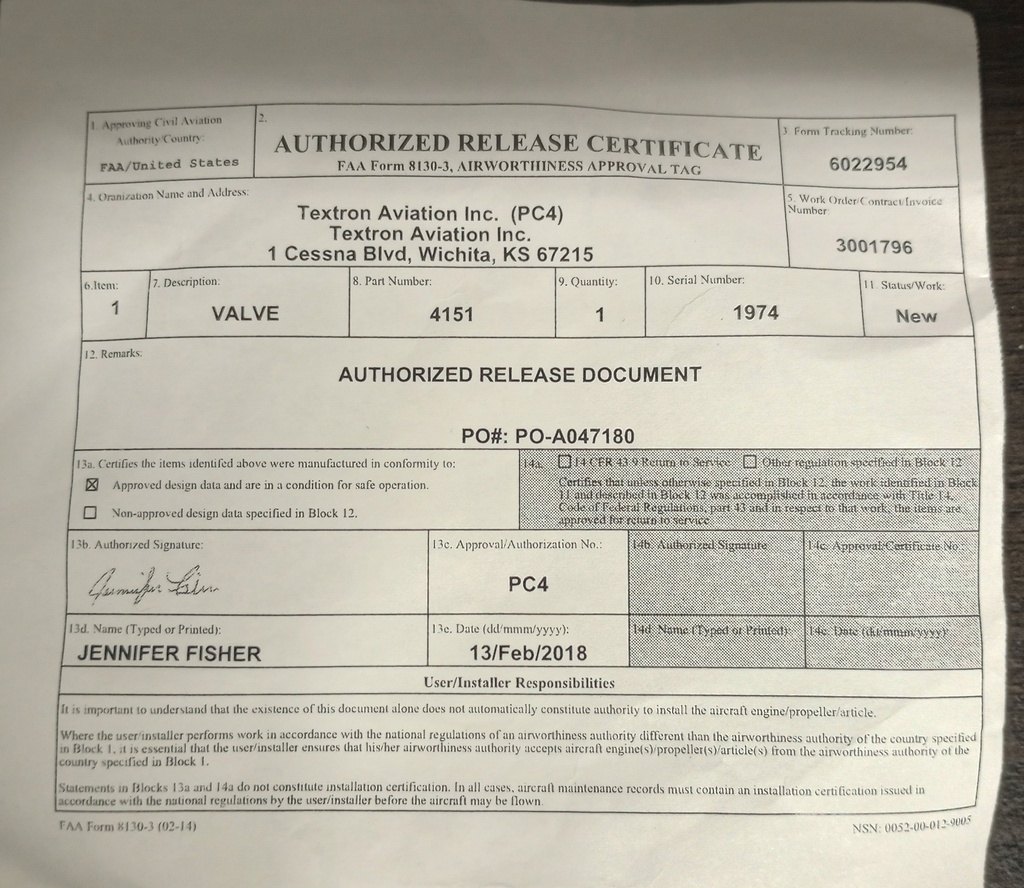 1. Approving Civil Aviation
Authority/Country:
FAA/United States
2.
AUTHORIZED RELEASE CERTIFICATE
FAA Form 8130-3, AIRWORTHINESS APPROVAL TAG
3. Form Tracking Number:
6022954
4. Oranization Name and Address:
Textron Aviation Inc. (PC4)
Textron Aviation Inc.
1 Cessna Blvd, Wichita, KS 67215
5. Work Order/Contract/Invoice
Number:
3001796
6.Item:
1
7. Description:
VALVE
8. Part Number:
4151
9. Quantity:
1
10. Serial Number:
1974
11. Status/Work:
New
12. Remarks:
AUTHORIZED RELEASE DOCUMENT
PO#: PO-A047180
13a. Certifies the items identifed above were manufactured in conformity to:
☒ Approved design data and are in a condition for safe operation.
☐ Non-approved design data specified in Block 12.
14a. ☐ 14 CFR 43.9 Return to Service ☐ Other regulation specified in Block 12
Certifies that unless otherwise specified in Block 12, the work identified in Block
11 and described in Block 12 was accomplished in accordance with Title 14,
Code of Federal Regulations, part 43 and in respect to that work, the items are
approved for return to service.
13b. Authorized Signature:
Jennifer Fisher
13c. Approval/Authorization No.:
PC4
14b. Authorized Signature
14c. Approval/Certificate No.:
13d. Name (Typed or Printed):
JENNIFER FISHER
13e. Date (dd/mmm/yyyy):
13/Feb/2018
14d. Name (Typed or Printed):
14e. Date (dd/mmm/yyyy)
User/Installer Responsibilities
It is important to understand that the existence of this document alone does not automatically constitute authority to install the aircraft engine/propeller/article.
Where the user/installer performs work in accordance with the national regulations of an airworthiness authority different than the airworthiness authority of the country specified
in Block 1, it is essential that the user/installer ensures that his/her airworthiness authority accepts aircraft engine(s)/propeller(s)/article(s) from the airworthiness authority of the
country specified in Block 1.
Statements in Blocks 13a and 14a do not constitute installation certification. In all cases, aircraft maintenance records must contain an installation certification issued in
accordance with the national regulations by the user/installer before the aircraft may be flown.
FAA Form 8130-3 (02-14)
NSN: 0052-00-012-9005